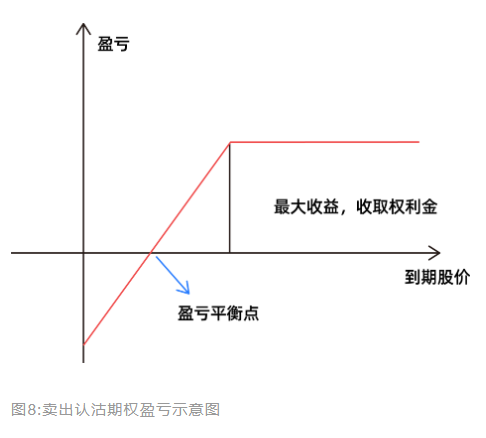 盈亏
最大收益，收取权利金
到期股价
盈亏平衡点
图8:卖出认沽期权盈亏示意图